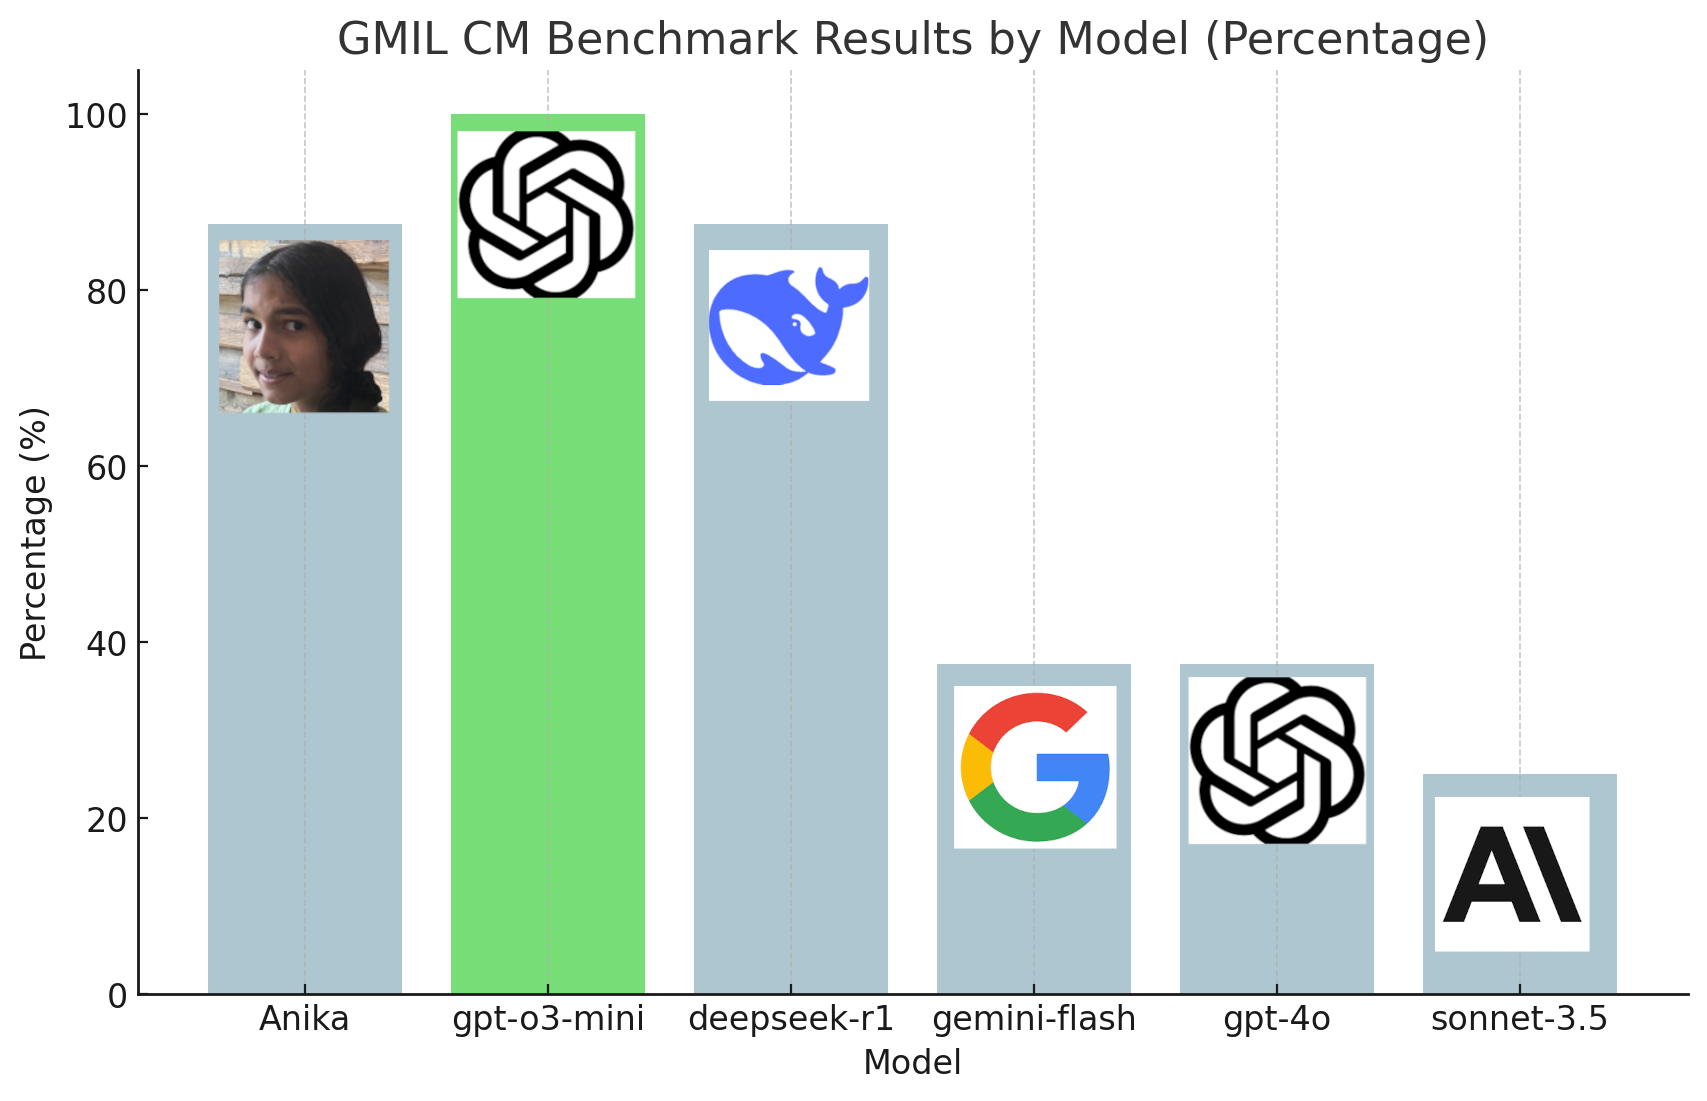 GMIL CM Benchmark Results by Model (Percentage)
Percentage (%)
100
80
60
40
20
0
Anika gpt-o3-mini deepseek-r1 gemini-flash gpt-4o sonnet-3.5
Model